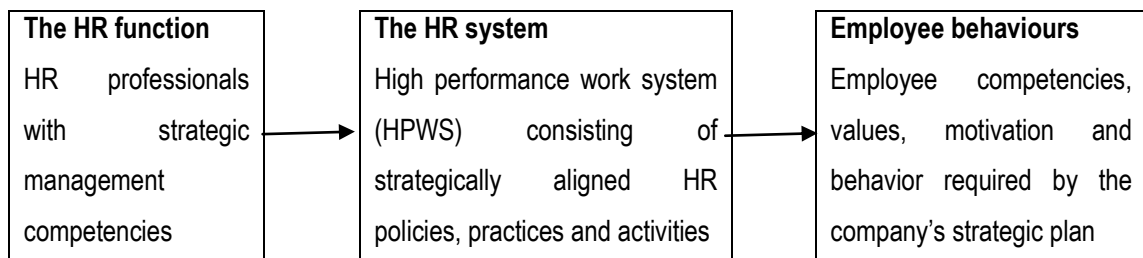 The HR function
HR professionals
with strategic
management
competencies
The HR system
High performance work system
(HPWS) consisting of
strategically aligned HR
policies, practices and activities
Employee behaviours
Employee competencies,
values, motivation and
behavior required by the
company's strategic plan